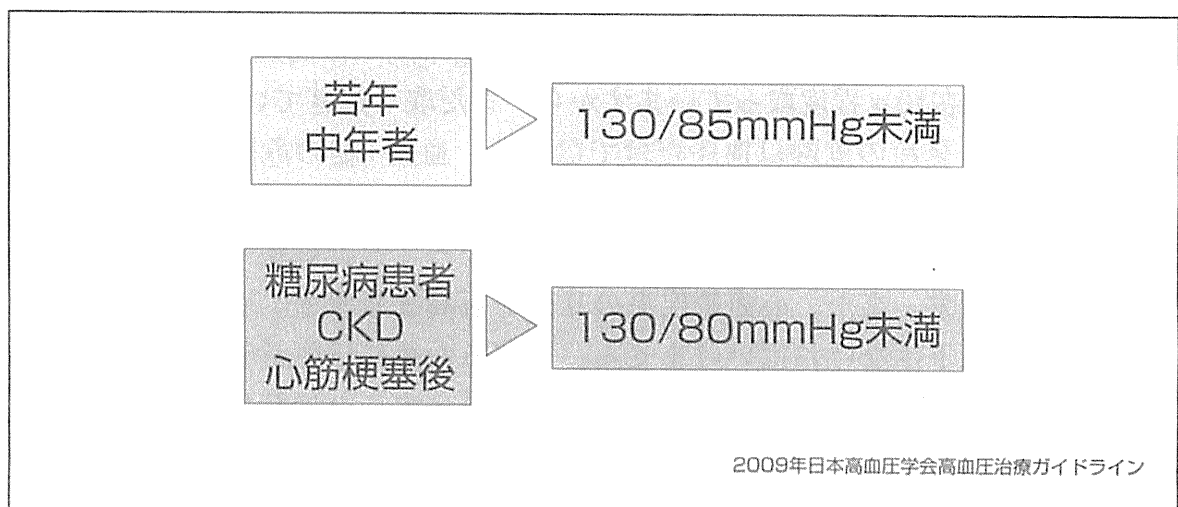 若年
中年者
130/85mmHg未満
糖尿病患者
CKD
心筋梗塞後
130/80mmHg未満
2009年日本高血圧学会高血圧治療ガイドライン